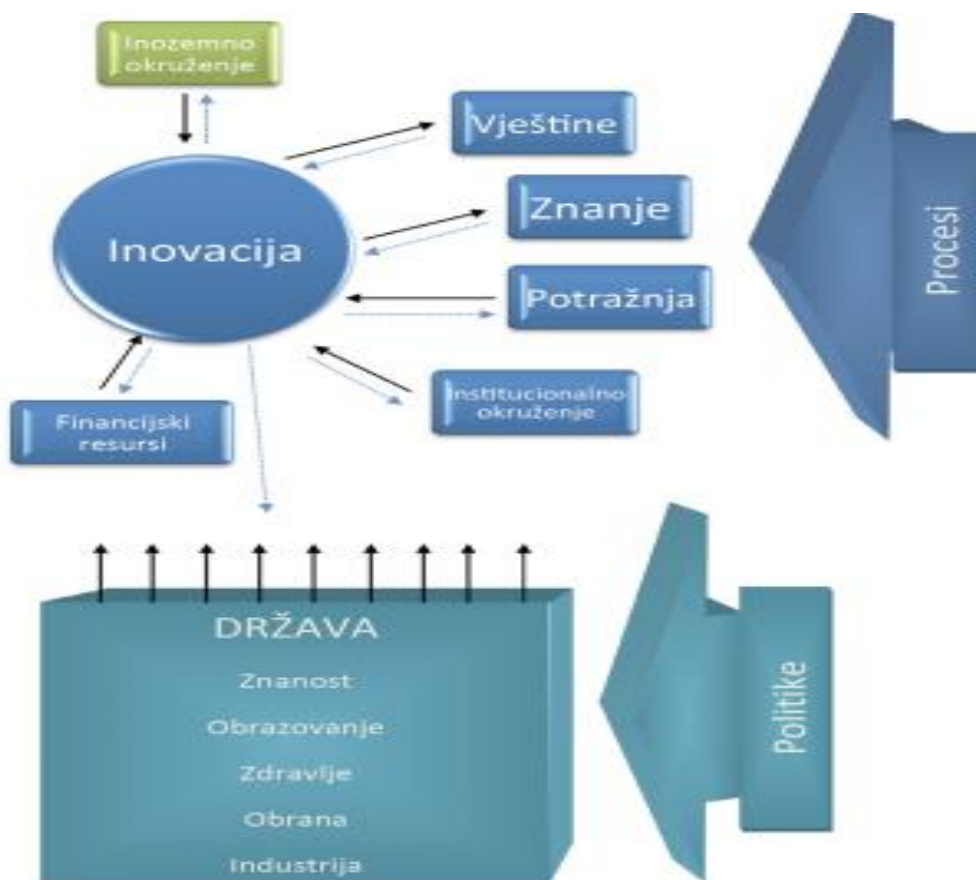 Inozemno
okruženje
Vještine
Znanje
Inovacija
Potražnja
Institucionalno
okruženje
Financijski
resursi
Procesi
DRŽAVA
Znanost
Obrazovanje
Zdravlje
Obrana
Industrija
Politike